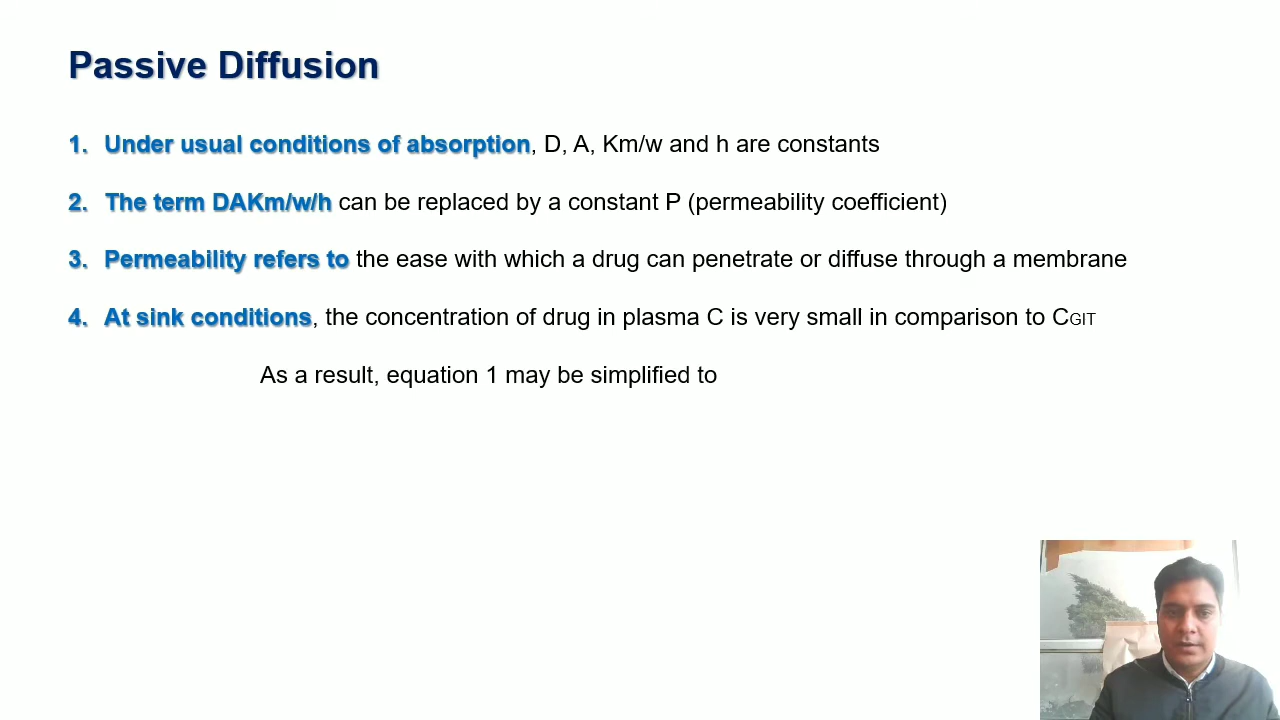 Passive Diffusion
1. Under usual conditions of absorption, D, A, Km/w and h are constants
2. The term DAKm/w/h can be replaced by a constant P (permeability coefficient)
3. Permeability refers to the ease with which a drug can penetrate or diffuse through a membrane
4. At sink conditions, the concentration of drug in plasma C is very small in comparison to CGIT
As a result, equation 1 may be simplified to